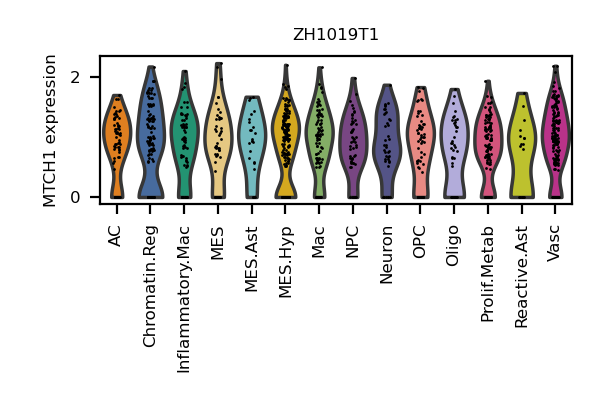 ZH1019T1
MTCH1 expression
2
0
AC
Chromatin.Reg
Inflammatory.Mac
MES
MES.Ast
MES.Hyp
Mac
NPC
Neuron
OPC
Oligo
Prolif.Metab
Reactive.Ast
Vasc